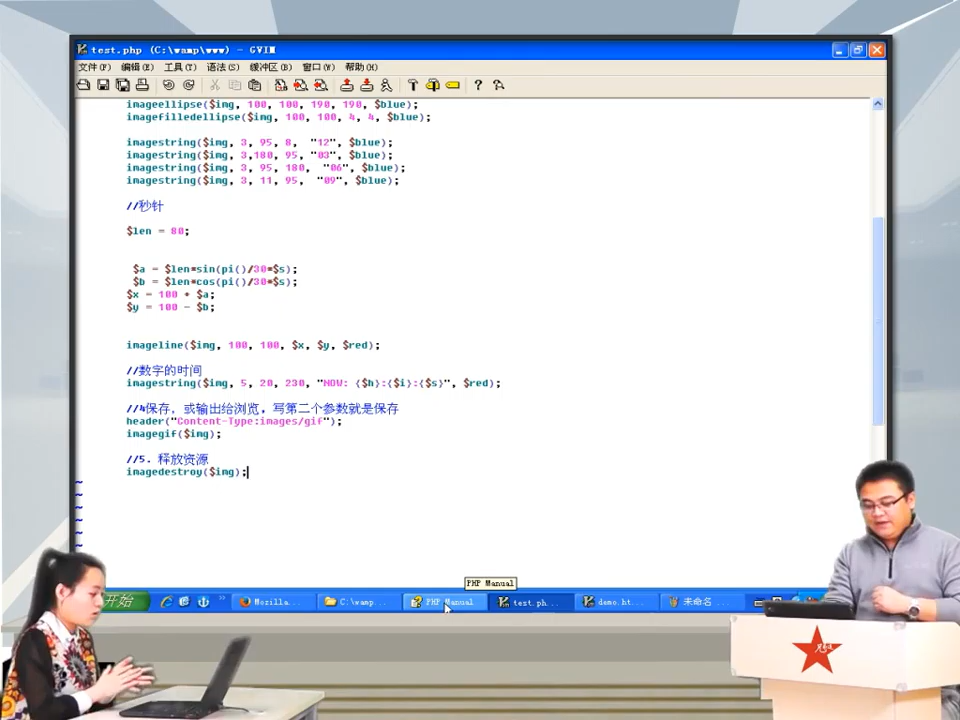 test.php (C:\wamp\www) - GVIM
文件(F) 编辑(E) 工具(T) 语法(S) 缓冲区(B) 窗口(W) 帮助(H)
imageellipse($img, 100, 100, 190, 190, $blue);
imagefilledellipse($img, 100, 100, 4, 4, $blue);
imagestring($img, 3, 95, 8, "12", $blue);
imagestring($img, 3,180, 95, "03", $blue);
imagestring($img, 3, 95, 180, "06", $blue);
imagestring($img, 3, 11, 95, "09", $blue);
//秒针
$len = 80;
$a = $len*sin(pi()/30*$s);
$b = $len*cos(pi()/30*$s);
$x = 100 + $a;
$y = 100 - $b;
imageline($img, 100, 100, $x, $y, $red);
//数字的时间
imagestring($img, 5, 20, 230, "NOW: {$h}:{$i}:{$s}", $red);
//4保存, 或输出给浏览, 写第二个参数就是保存
header("Content-Type:images/gif");
imagegif($img);
//5. 释放资源
imagedestroy($img);
~
~
~
~
~
~
PHP Manual
开始 Mozilla... C:\wamp... PHP Manual test.ph... demo.ht... 未命名 ...